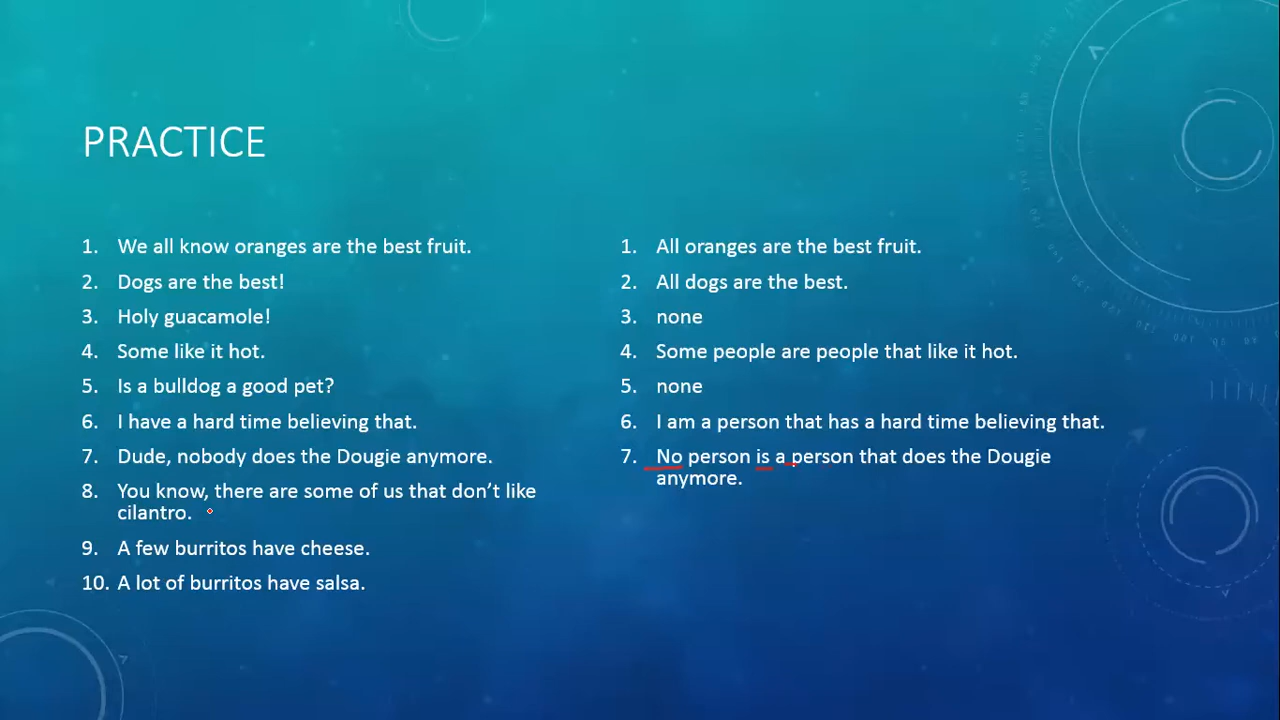 PRACTICE
1. We all know oranges are the best fruit.
2. Dogs are the best!
3. Holy guacamole!
4. Some like it hot.
5. Is a bulldog a good pet?
6. I have a hard time believing that.
7. Dude, nobody does the Dougie anymore.
8. You know, there are some of us that don't like
cilantro.
9. A few burritos have cheese.
10. A lot of burritos have salsa.
1. All oranges are the best fruit.
2. All dogs are the best.
3. none
4. Some people are people that like it hot.
5. none
6. I am a person that has a hard time believing that.
7. No person is a person that does the Dougie
anymore.